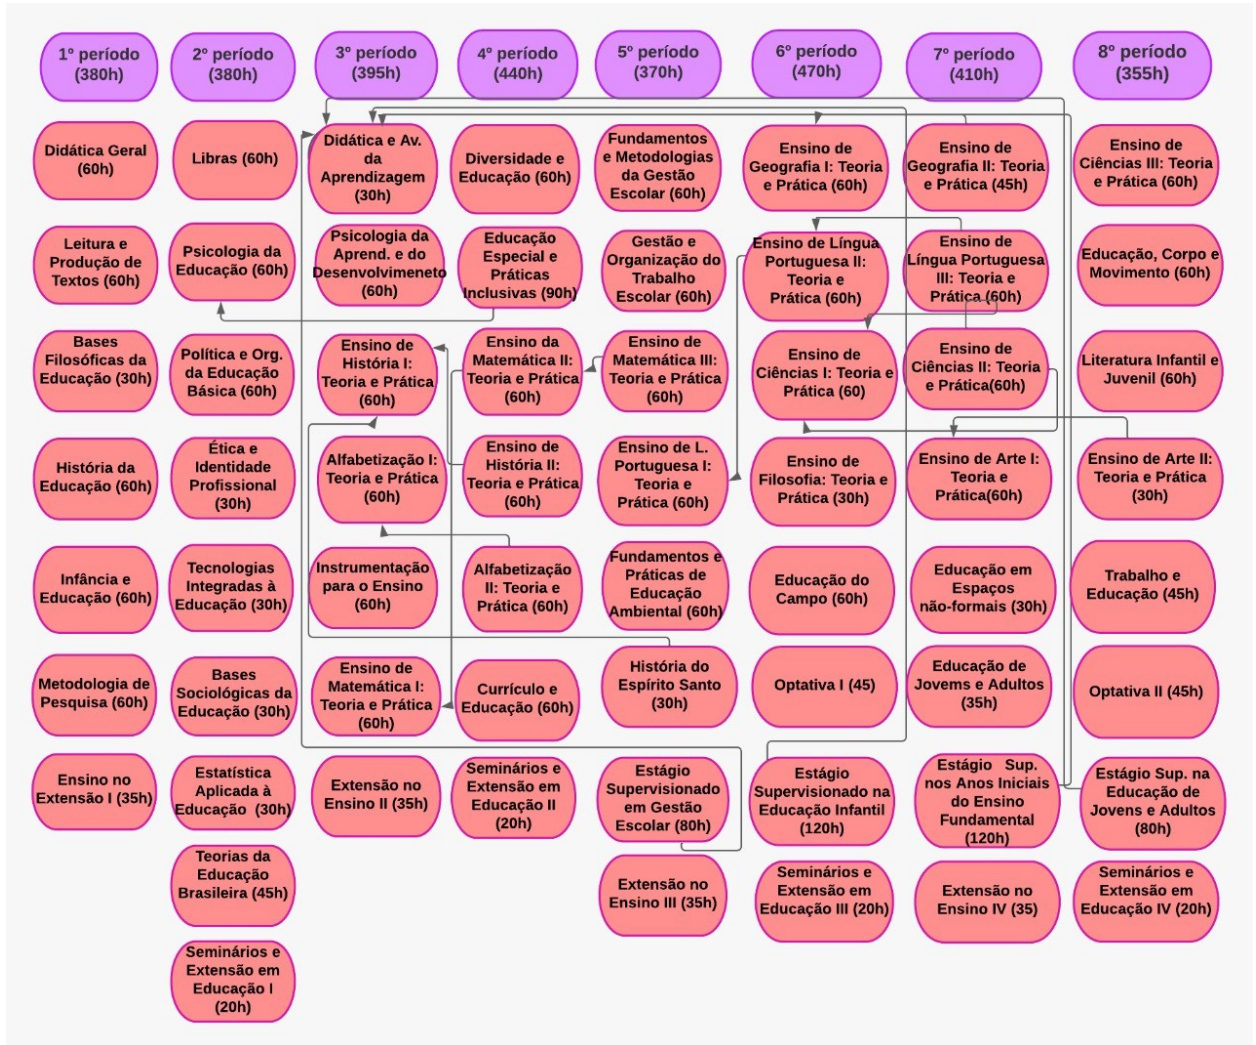 1º período
(380h)
Didática Geral
(60h)
Leitura e
Produção de
Textos (60h)
Bases
Filosóficas da
Educação (30h)
História da
Educação (60h)
Infância e
Educação (60h)
Metodologia de
Pesquisa (60h)
Ensino no
Extensão I (35h)
2º período
(380h)
Libras (60h)
Psicologia da
Educação (60h)
Política e Org.
da Educação
Básica (60h)
Ética e
Identidade
Profissional
(30h)
Tecnologias
Integradas à
Educação (30h)
Bases
Sociológicas da
Educação (30h)
Estatística
Aplicada à
Educação (30h)
Teorias da
Educação
Brasileira (45h)
Seminários e
Extensão em
Educação I
(20h)
3º período
(395h)
Didática e Av.
da
Aprendizagem
(30h)
Psicologia da
Aprend. e do
Desenvolvimeneto
(60h)
Ensino de
História I:
Teoria e Prática
(60h)
Alfabetização I:
Teoria e Prática
(60h)
Instrumentação
para o Ensino
(60h)
Ensino de
Matemática I:
Teoria e Prática
(60h)
Extensão no
Ensino II (35h)
4º período
(440h)
Diversidade e
Educação (60h)
Educação
Especial e
Práticas
Inclusivas (90h)
Ensino da
Matemática II:
Teoria e Prática
(60h)
Ensino de
História II:
Teoria e Prática
(60h)
Alfabetização
II: Teoria e
Prática (60h)
Currículo e
Educação (60h)
Seminários e
Extensão em
Educação II
(20h)
5º período
(370h)
Fundamentos
e Metodologias
da Gestão
Escolar (60h)
Gestão e
Organização do
Trabalho
Escolar (60h)
Ensino de
Matemática III:
Teoria e Prática
(60h)
Ensino de L.
Portuguesa I:
Teoria e
Prática (60h)
Fundamentos e
Práticas de
Educação
Ambiental (60h)
História do
Espírito Santo
(30h)
Estágio
Supervisionado
em Gestão
Escolar (80h)
Extensão no
Ensino III (35h)
6º período
(470h)
Ensino de
Geografia I: Teoria
e Prática (60h)
Ensino de Língua
Portuguesa II:
Teoria e
Prática (60h)
Ensino de
Ciências I: Teoria e
Prática (60)
Ensino de
Filosofia: Teoria e
Prática (30h)
Educação do
Campo (60h)
Optativa I (45)
Estágio
Supervisionado na
Educação Infantil
(120h)
Seminários e
Extensão em
Educação III (20h)
7º período
(410h)
Ensino de
Geografia II: Teoria
e Prática (45h)
Ensino de
Língua Portuguesa
III: Teoria e
Prática (60h)
Ensino de
Ciências II: Teoria
e Prática(60h)
Ensino de Arte I:
Teoria e
Prática(60h)
Educação em
Espaços
não-formais (30h)
Educação de
Jovems e Adultos
(35h)
Estágio Sup.
nos Anos Iniciais
do Ensino
Fundamental
(120h)
Extensão no
Ensino IV (35)
8º período
(355h)
Ensino de
Ciências III: Teoria
e Prática (60h)
Educação, Corpo e
Movimento (60h)
Literatura Infantil e
Juvenil (60h)
Ensino de Arte II:
Teoria e Prática
(30h)
Trabalho e
Educação (45h)
Optativa II (45h)
Estágio Sup. na
Educação de
Jovens e Adultos
(80h)
Seminários e
Extensão em
Educação IV (20h)